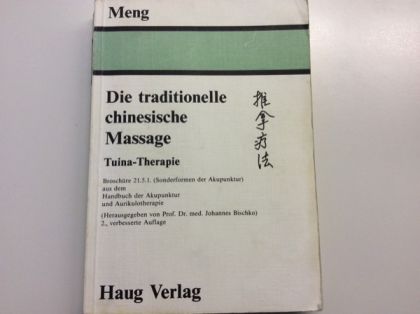 Meng
Die traditionelle
chinesische
Massage
Tuina-Therapie
推拿疗法
Broschüre 21.5.1. (Sonderformen der Akupunktur)
aus dem
Handbuch der Akupunktur
und Aurikulotherapie
(Herausgegeben von Prof. Dr. med. Johannes Bischko)
2., verbesserte Auflage
Haug Verlag